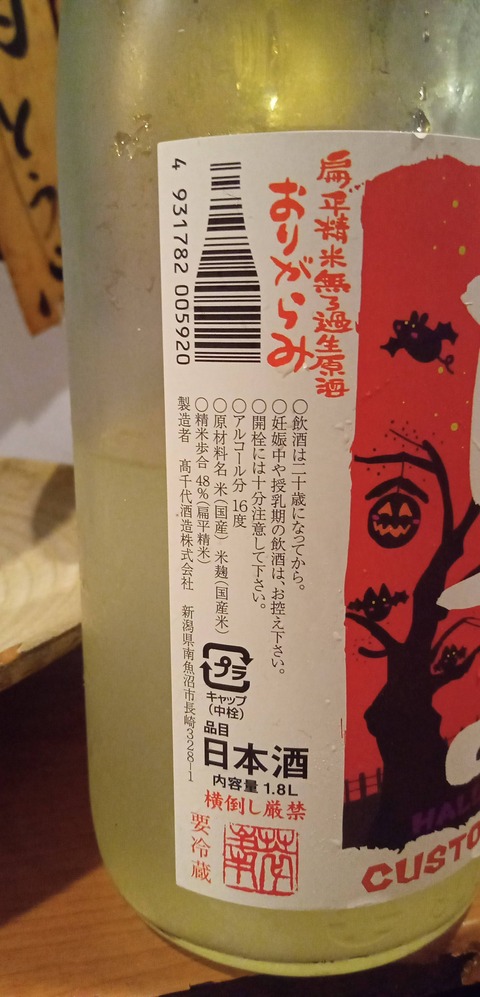 扁平精米無ろ過生原酒
おりがらみ
4 931782 005920
○飲酒は二十歳になってから。
○妊娠中や授乳期の飲酒は、お控え下さい。
○開栓には十分注意して下さい。
○アルコール分 16度
○原材料名 米(国産) 米麹(国産米)
○精米歩合 48%(扁平精米)
製造者 髙千代酒造株式会社 新潟県南魚沼市長崎328-1
プラ
キャップ
(中栓)
品目
日本酒
内容量 1.8L
横倒し厳禁
要冷蔵
HAL
CUSTO